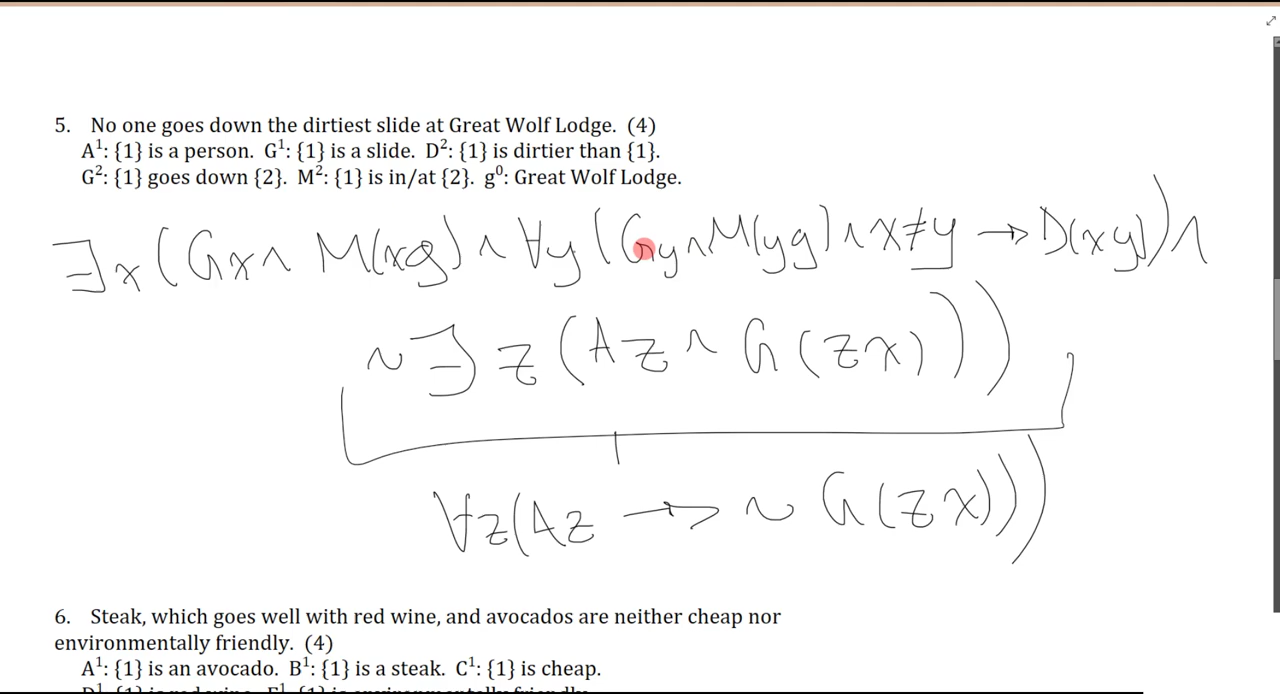 5. No one goes down the dirtiest slide at Great Wolf Lodge. (4)
A¹: {1} is a person. G¹: {1} is a slide. D²: {1} is dirtier than {1}.
G²: {1} goes down {2}. M²: {1} is in/at {2}. g⁰: Great Wolf Lodge.
∃x(Gx∧M(xg)∧∀y(Gy∧M(yg)∧x≠y→D(xy))∧
~∃z(Az∧G(zx)))
∀z(Az→~G(zx)))
6. Steak, which goes well with red wine, and avocados are neither cheap nor
environmentally friendly. (4)
A¹: {1} is an avocado. B¹: {1} is a steak. C¹: {1} is cheap.